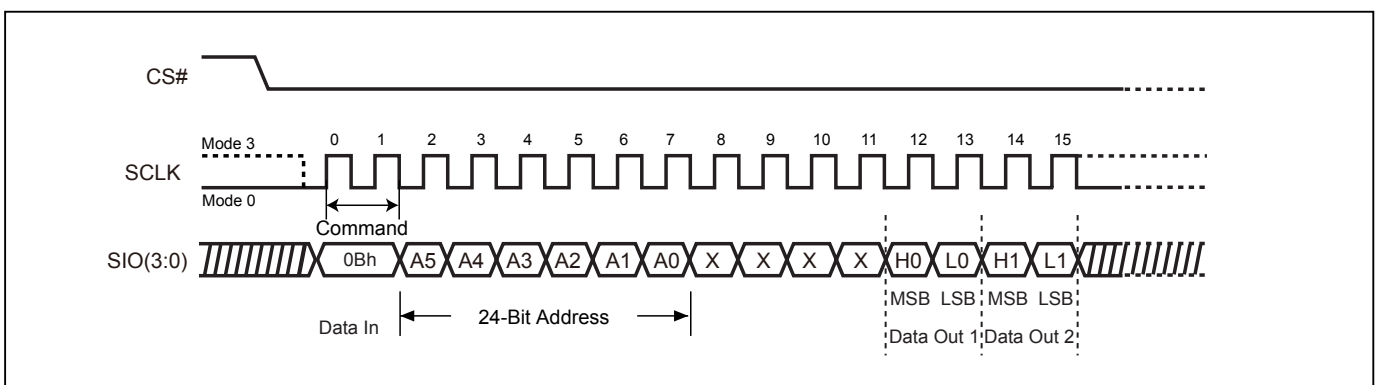 CS#
Mode 3 0 1 2 3 4 5 6 7 8 9 10 11 12 13 14 15
SCLK
Mode 0
Command
SIO(3:0) 0Bh A5 A4 A3 A2 A1 A0 X X X X H0 L0 H1 L1
MSB LSB MSB LSB
Data In 24-Bit Address Data Out 1 Data Out 2